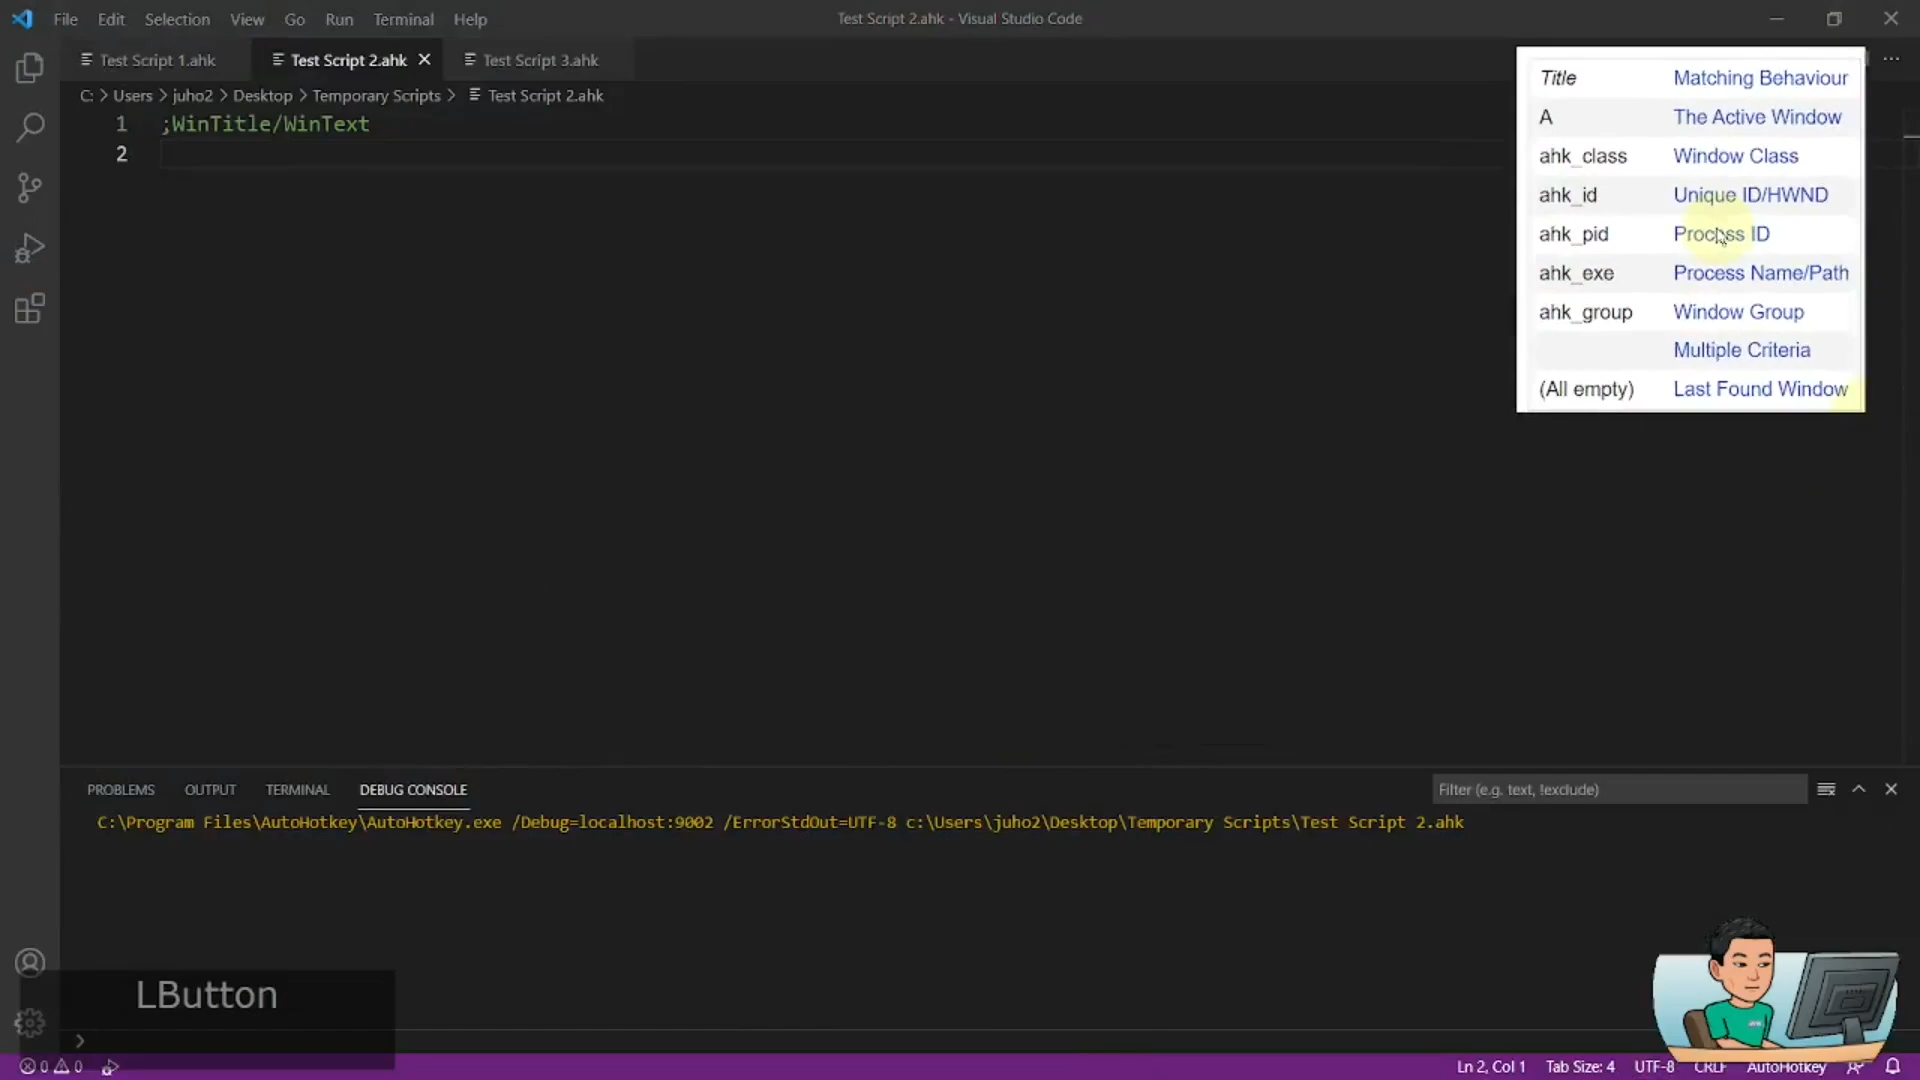 File Edit Selection View Go Run Terminal Help
Test Script 2.ahk - Visual Studio Code
Test Script 1.ahk
Test Script 2.ahk
Test Script 3.ahk
C: > Users > juho2 > Desktop > Temporary Scripts > Test Script 2.ahk
1 ;WinTitle/WinText
2
Title Matching Behaviour
A The Active Window
ahk_class Window Class
ahk_id Unique ID/HWND
ahk_pid Process ID
ahk_exe Process Name/Path
ahk_group Window Group
Multiple Criteria
(All empty) Last Found Window
PROBLEMS OUTPUT TERMINAL DEBUG CONSOLE
Filter (e.g. text, !exclude)
C:\Program Files\AutoHotkey\AutoHotkey.exe /Debug=localhost:9002 /ErrorStdOut=UTF-8 c:\Users\juho2\Desktop\Temporary Scripts\Test Script 2.ahk
LButton
0 0
Ln 2, Col 1 Tab Size: 4 UTF-8 CRLF AutoHotkey